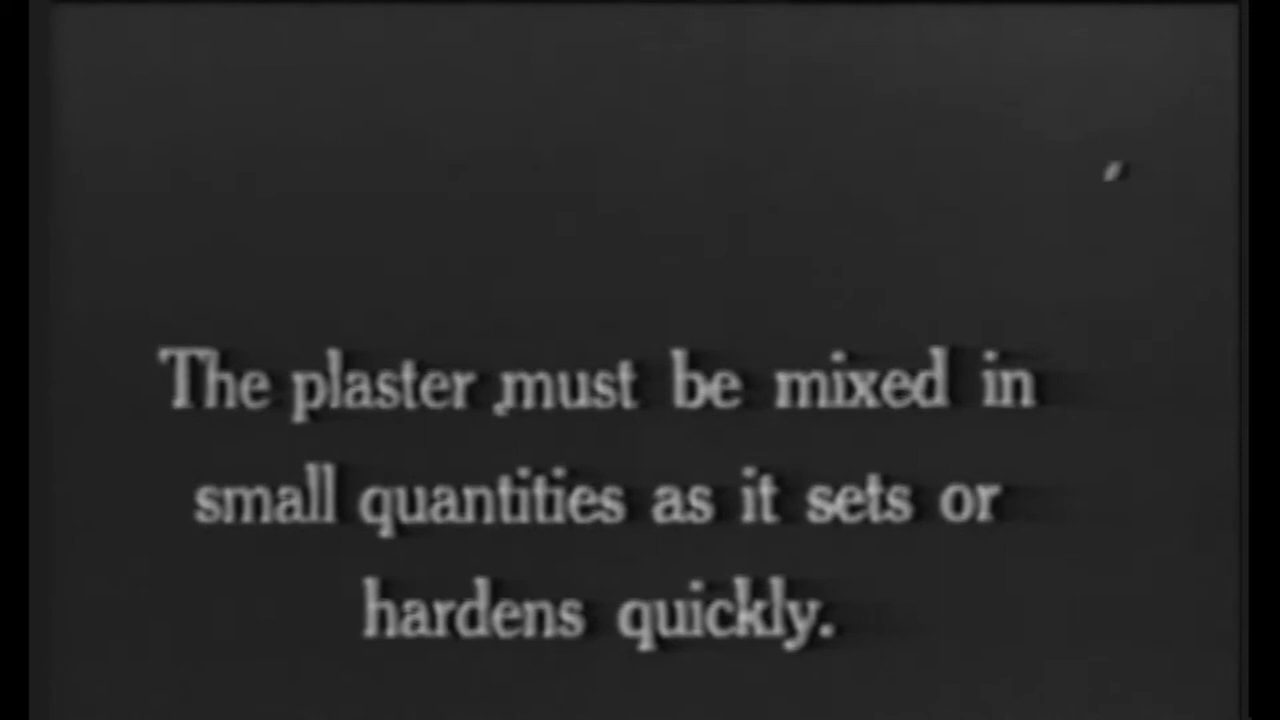 The plaster must be mixed in
small quantities as it sets or
hardens quickly.